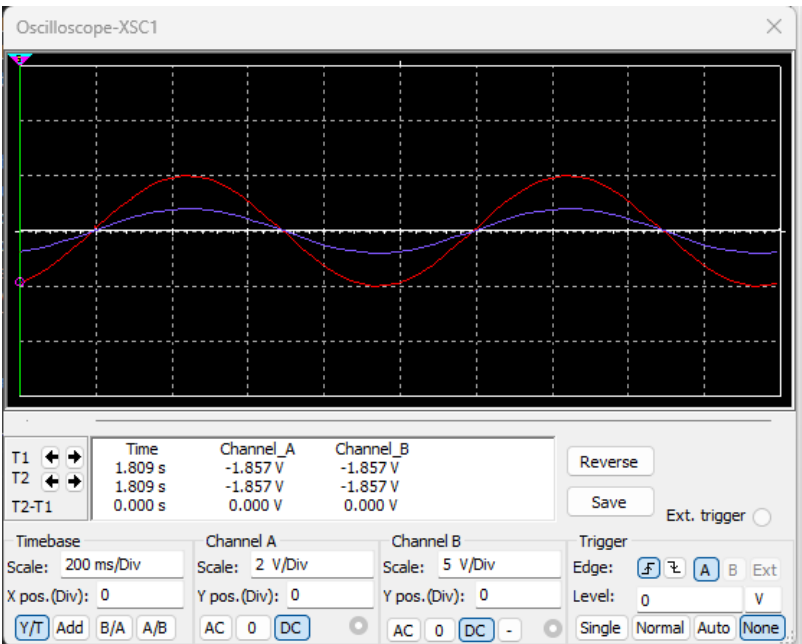 Oscilloscope-XSC1
Time Channel_A Channel_B
T1 1.809 s -1.857 V -1.857 V
T2 1.809 s -1.857 V -1.857 V
T2-T1 0.000 s 0.000 V 0.000 V
Reverse
Save
Ext. trigger
Timebase
Scale: 200 ms/Div
X pos.(Div): 0
Y/T Add B/A A/B
Channel A
Scale: 2 V/Div
Y pos.(Div): 0
AC 0 DC
Channel B
Scale: 5 V/Div
Y pos.(Div): 0
AC 0 DC -
Trigger
Edge: A B Ext
Level: 0 V
Single Normal Auto None